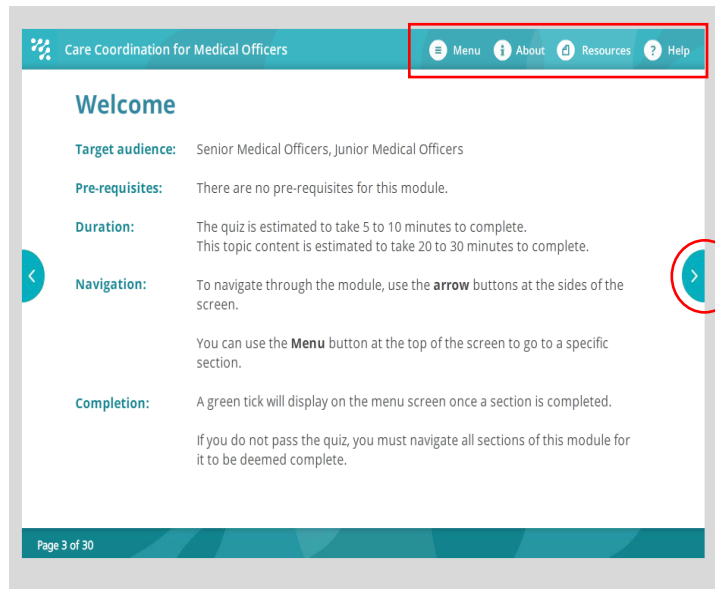 Care Coordination for Medical Officers Menu About Resources Help
Welcome
Target audience: Senior Medical Officers, Junior Medical Officers
Pre-requisites: There are no pre-requisites for this module.
Duration: The quiz is estimated to take 5 to 10 minutes to complete.
This topic content is estimated to take 20 to 30 minutes to complete.
Navigation: To navigate through the module, use the arrow buttons at the sides of the
screen.
You can use the Menu button at the top of the screen to go to a specific
section.
Completion: A green tick will display on the menu screen once a section is completed.
If you do not pass the quiz, you must navigate all sections of this module for
it to be deemed complete.
Page 3 of 30